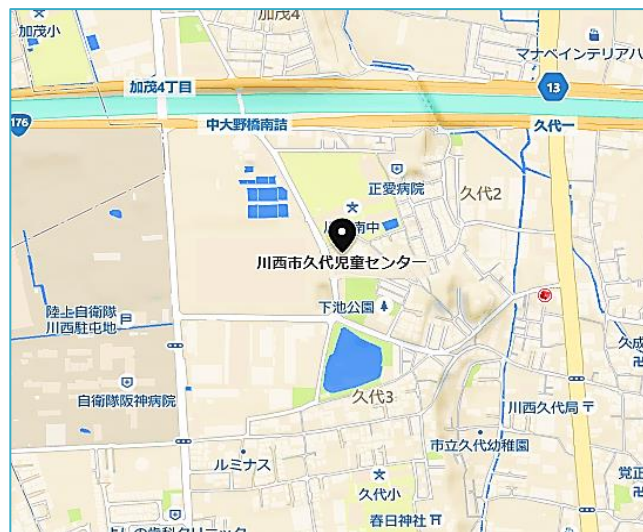 加茂小
加茂4
マナベインテリアハ
加茂4丁目
13
176
中大野橋南詰
久代一
正愛病院
久代2
南中
川西市久代児童センター
下池公園
陸上自衛隊
川西駐屯地
久成
自衛隊阪神病院
久代3
川西久代局
市立久代幼稚園
ルミナス
覚正
久代小
春日神社